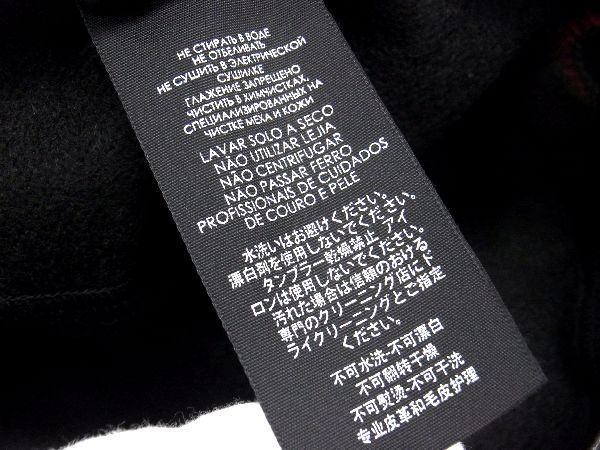 НЕ СТИРАТЬ В ВОДЕ
НЕ ОТБЕЛИВАТЬ
НЕ СУШИТЬ В ЭЛЕКТРИЧЕСКОЙ
СУШИЛКЕ
ГЛАЖЕНИЕ ЗАПРЕЩЕНО
ЧИСТИТЬ В ХИМЧИСТКАХ,
СПЕЦИАЛИЗИРОВАННЫХ НА
ЧИСТКЕ МЕХА И КОЖИ
LAVAR SOLO A SECO
NÃO UTILIZAR LEJIA
NÃO CENTRIFUGAR
NÃO PASSAR FERRO
PROFISSIONAIS DE CUIDADOS
DE COURO E PELE
水洗いはお避けください。
漂白剤を使用しないでください。
タンブラー乾燥禁止 アイ
ロンは使用しないでください。
汚れた場合は信頼のおける
専門のクリーニング店にド
ライクリーニングとご指定
ください。
不可水洗-不可漂白
不可翻转干燥
不可熨烫-不可干洗
专业皮革和毛皮护理